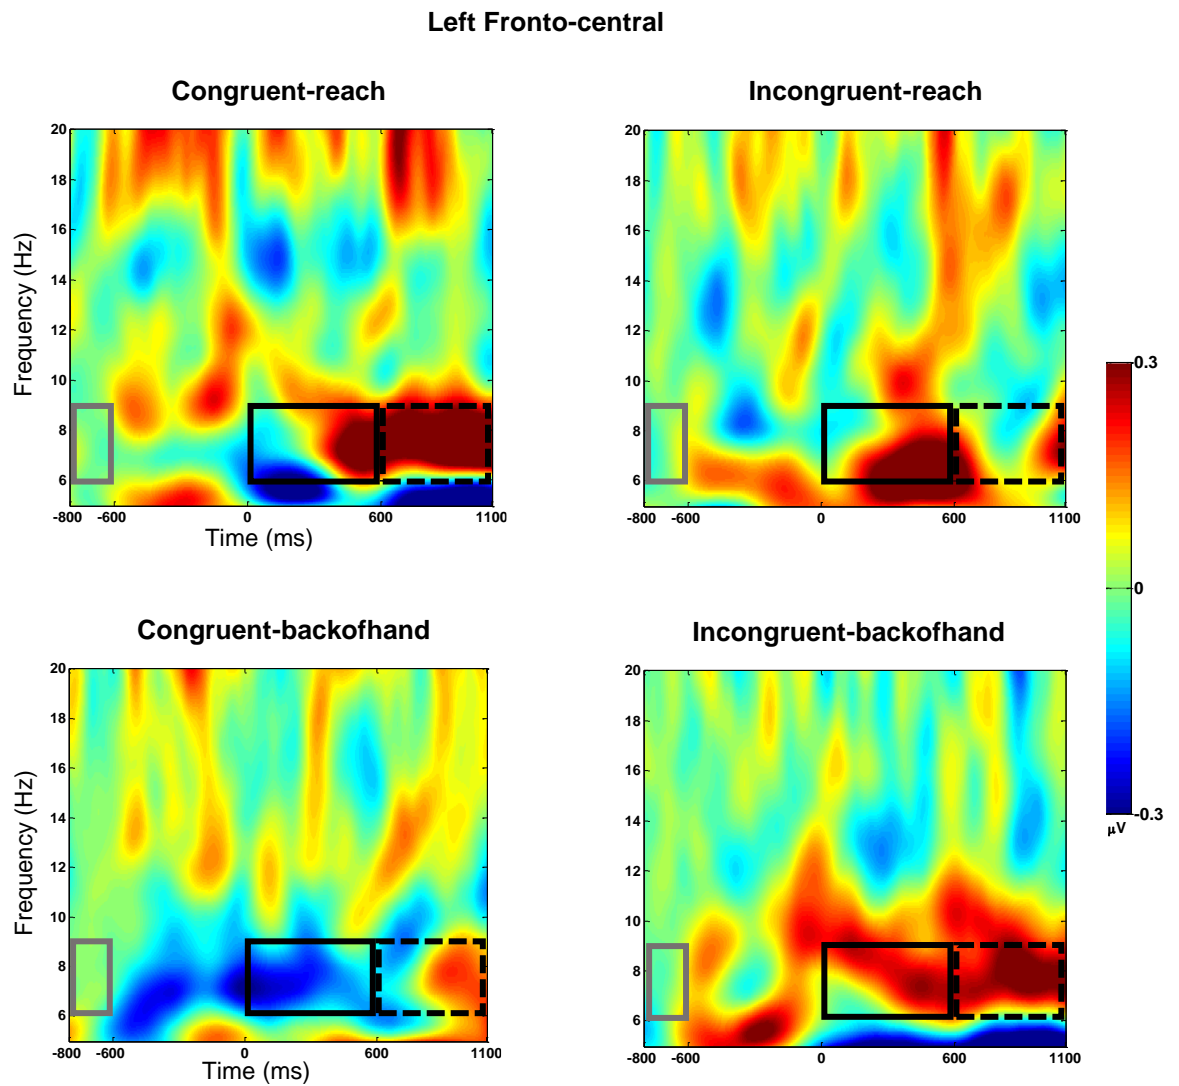 Left Fronto-central
Congruent-reach
Incongruent-reach
20
18
16
14
12
10
8
6
Frequency (Hz)
-800 -600 0 600 1100
Time (ms)
20
18
16
14
12
10
8
6
-800 -600 0 600 1100
0.3
0
-0.3
μV
Congruent-backofhand
Incongruent-backofhand
20
18
16
14
12
10
8
6
Frequency (Hz)
-800 -600 0 600 1100
Time (ms)
20
18
16
14
12
10
8
6
-800 -600 0 600 1100